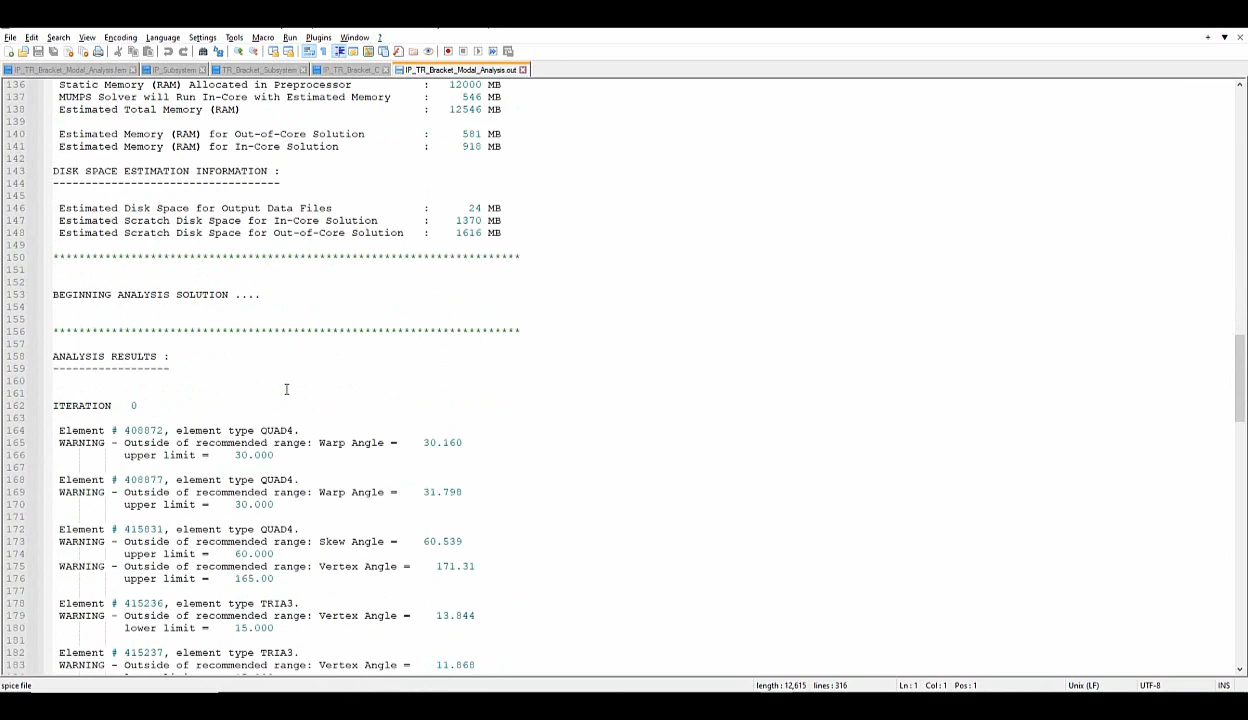 File Edit Search View Encoding Language Settings Tools Macro Run Plugins Window ?
IP_TR_Bracket_Modal_Analysis.fem IP_Subsystem TR_Bracket_Subsystem IP_TR_Bracket_C IP_TR_Bracket_Modal_Analysis.out
136 Static Memory (RAM) Allocated in Preprocessor : 12000 MB
137 MUMPS Solver will Run In-Core with Estimated Memory : 546 MB
138 Estimated Total Memory (RAM) : 12546 MB
139
140 Estimated Memory (RAM) for Out-of-Core Solution : 581 MB
141 Estimated Memory (RAM) for In-Core Solution : 918 MB
142
143 DISK SPACE ESTIMATION INFORMATION :
144 -----------------------------------
145
146 Estimated Disk Space for Output Data Files : 24 MB
147 Estimated Scratch Disk Space for In-Core Solution : 1370 MB
148 Estimated Scratch Disk Space for Out-of-Core Solution : 1616 MB
149
150 ************************************************************************
151
152
153 BEGINNING ANALYSIS SOLUTION ....
154
155
156 ************************************************************************
157
158 ANALYSIS RESULTS :
159 ------------------
160
161
162 ITERATION 0
163
164 Element # 408872, element type QUAD4.
165 WARNING - Outside of recommended range: Warp Angle = 30.160
166 upper limit = 30.000
167
168 Element # 408877, element type QUAD4.
169 WARNING - Outside of recommended range: Warp Angle = 31.798
170 upper limit = 30.000
171
172 Element # 415831, element type QUAD4.
173 WARNING - Outside of recommended range: Skew Angle = 60.539
174 upper limit = 60.000
175 WARNING - Outside of recommended range: Vertex Angle = 171.31
176 upper limit = 165.00
177
178 Element # 415236, element type TRIA3.
179 WARNING - Outside of recommended range: Vertex Angle = 13.844
180 lower limit = 15.000
181
182 Element # 415237, element type TRIA3.
183 WARNING - Outside of recommended range: Vertex Angle = 11.868
spice file length : 12,615 lines : 316 Ln : 1 Col : 1 Pos : 1 Unix (LF) UTF-8 INS